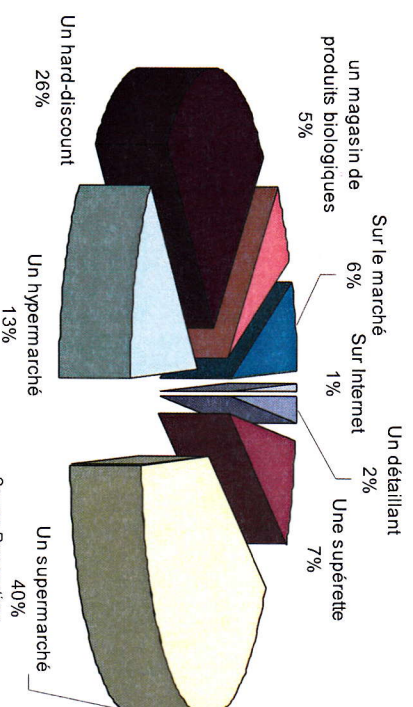 un magasin de
produits biologiques
5%
Sur le marché
6%
Sur Internet
1%
Un détaillant
2%
Une supérette
7%
Un hard-discount
26%
Un hypermarché
13%
Un supermarché
40%